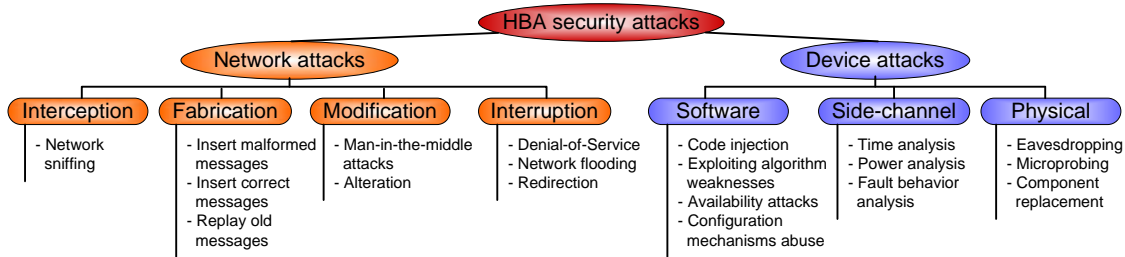 HBA security attacks
Network attacks
Device attacks
Interception
Fabrication
Modification
Interruption
Software
Side-channel
Physical
- Network
sniffing
- Insert malformed
messages
- Insert correct
messages
- Replay old
messages
- Man-in-the-middle
attacks
- Alteration
- Denial-of-Service
- Network flooding
- Redirection
- Code injection
- Exploiting algorithm
weaknesses
- Availability attacks
- Configuration
mechanisms abuse
- Time analysis
- Power analysis
- Fault behavior
analysis
- Eavesdropping
- Microprobing
- Component
replacement